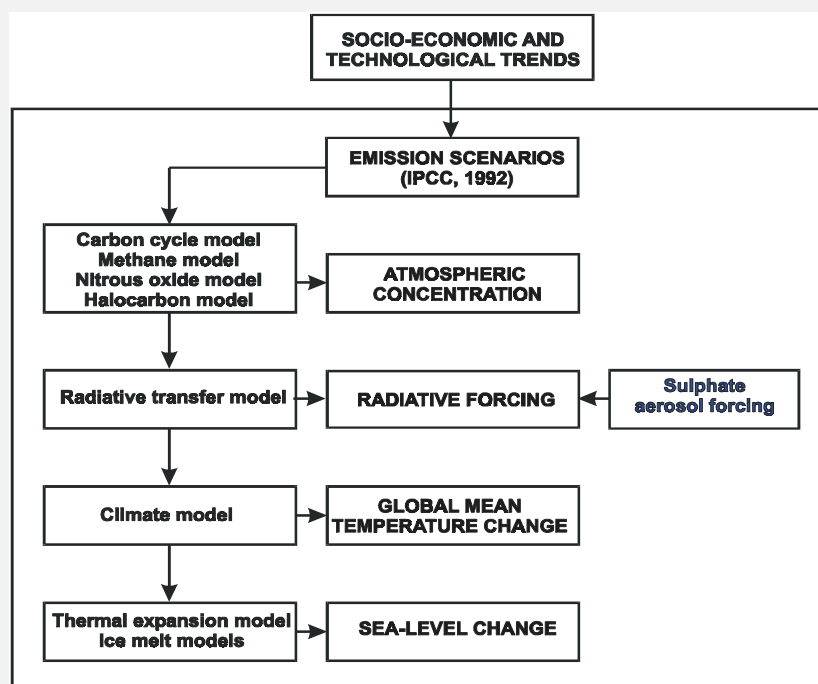 SOCIO-ECONOMIC AND
TECHNOLOGICAL TRENDS
EMISSION SCENARIOS
(IPCC, 1992)
Carbon cycle model
Methane model
Nitrous oxide model
Halocarbon model
ATMOSPHERIC
CONCENTRATION
Radiative transfer model
RADIATIVE FORCING
Sulphate
aerosol forcing
Climate model
GLOBAL MEAN
TEMPERATURE CHANGE
Thermal expansion model
Ice melt models
SEA-LEVEL CHANGE